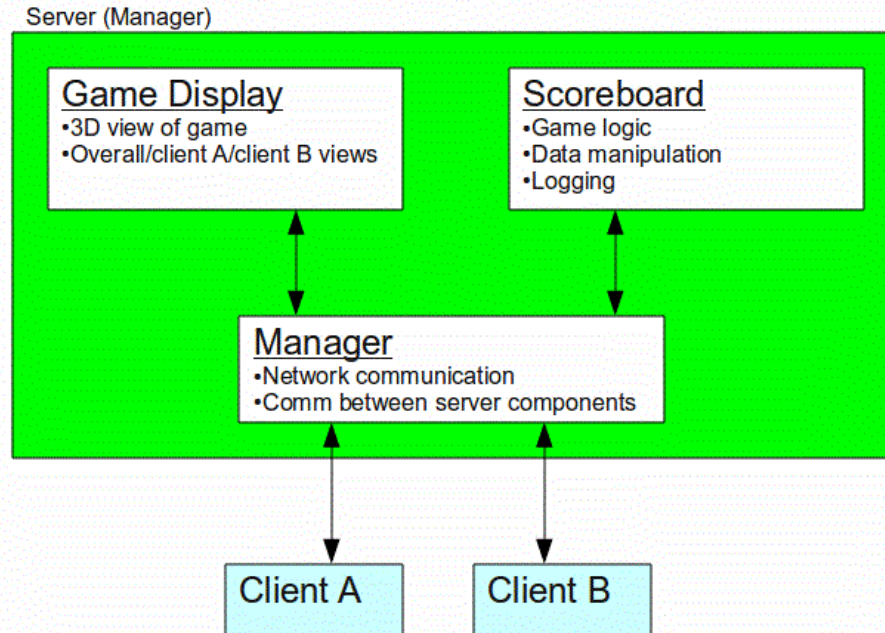 Server (Manager)
Game Display
•3D view of game
•Overall/client A/client B views
Scoreboard
•Game logic
•Data manipulation
•Logging
Manager
•Network communication
•Comm between server components
Client A
Client B